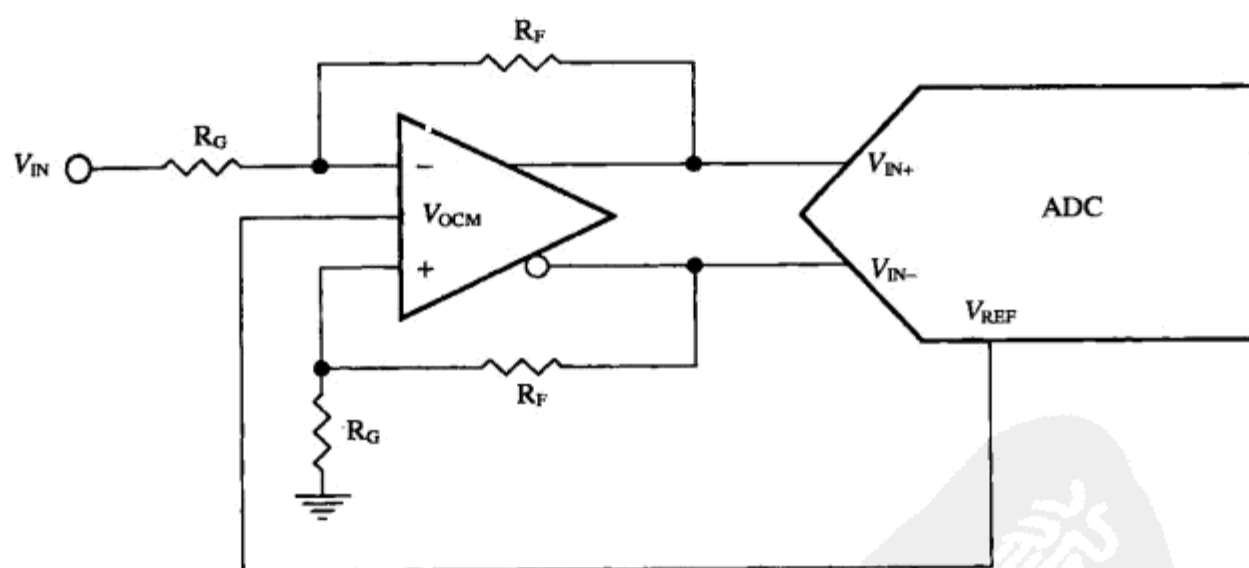 R_F
R_G
V_IN
−
V_OCM
+
V_IN+
ADC
V_IN−
V_REF
R_F
R_G